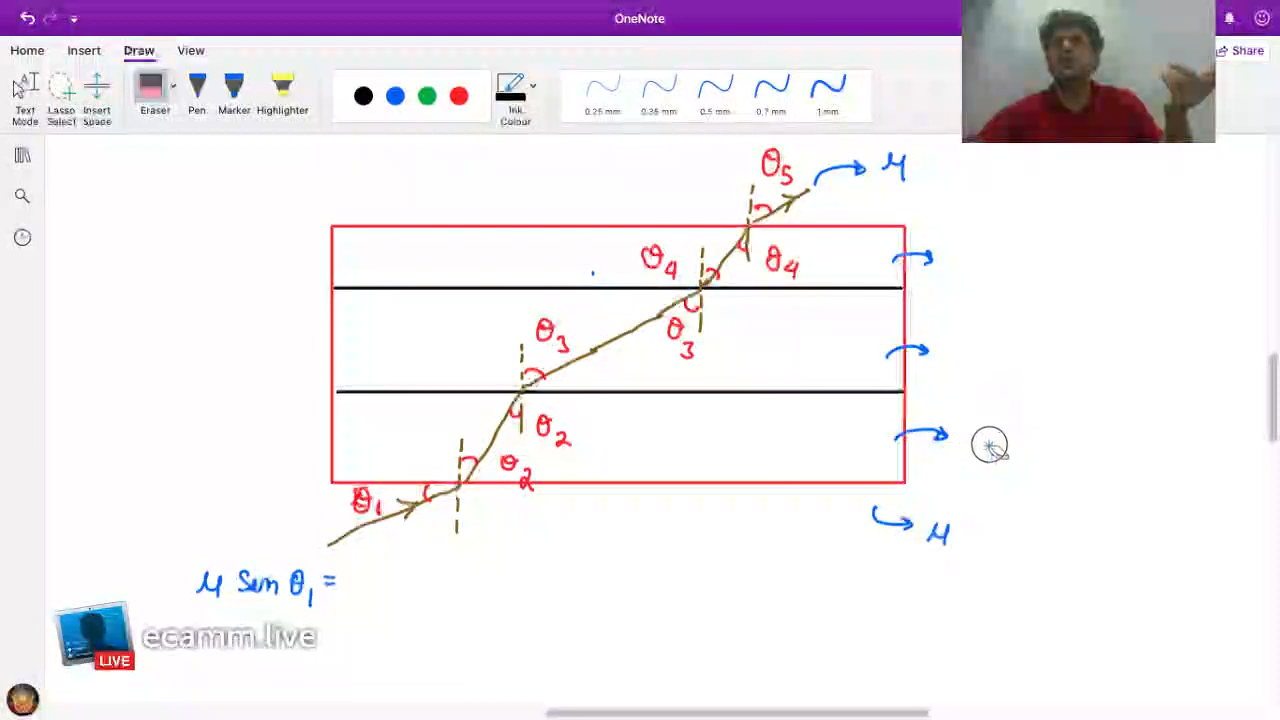 OneNote
Home Insert Draw View
Share
Text Mode
Lasso Select
Insert Space
Eraser
Pen
Marker
Highlighter
Ink Colour
0.25 mm
0.35 mm
0.5 mm
0.7 mm
1 mm
θ5
μ
θ4
θ4
θ3
θ3
θ2
θ2
θ1
μ
μ Sin θ1 =
ecamm.live
LIVE